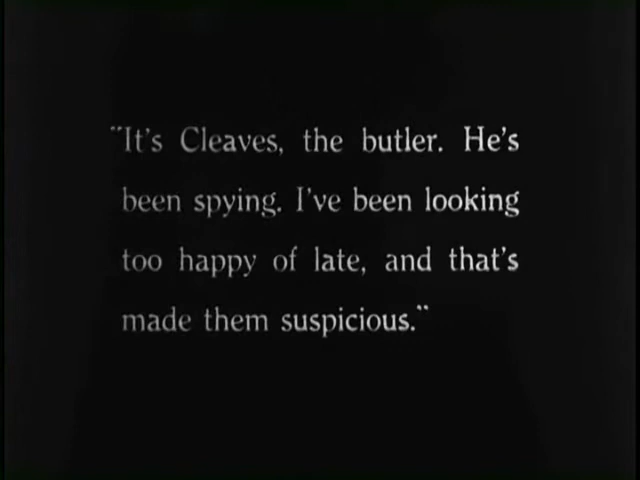 "It's Cleaves, the butler. He's
been spying. I've been looking
too happy of late, and that's
made them suspicious."